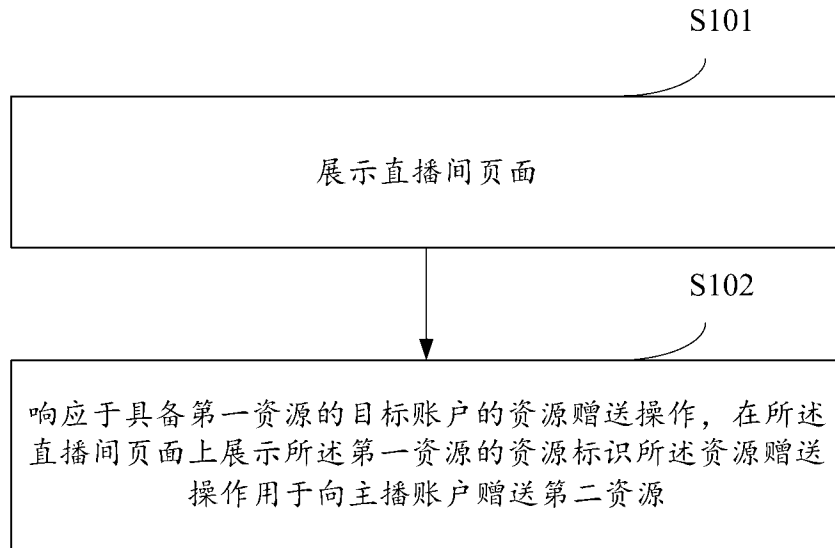 S101
展示直播间页面
S102
响应于具备第一资源的目标账户的资源赠送操作，在所述
直播间页面上展示所述第一资源的资源标识所述资源赠送
操作用于向主播账户赠送第二资源